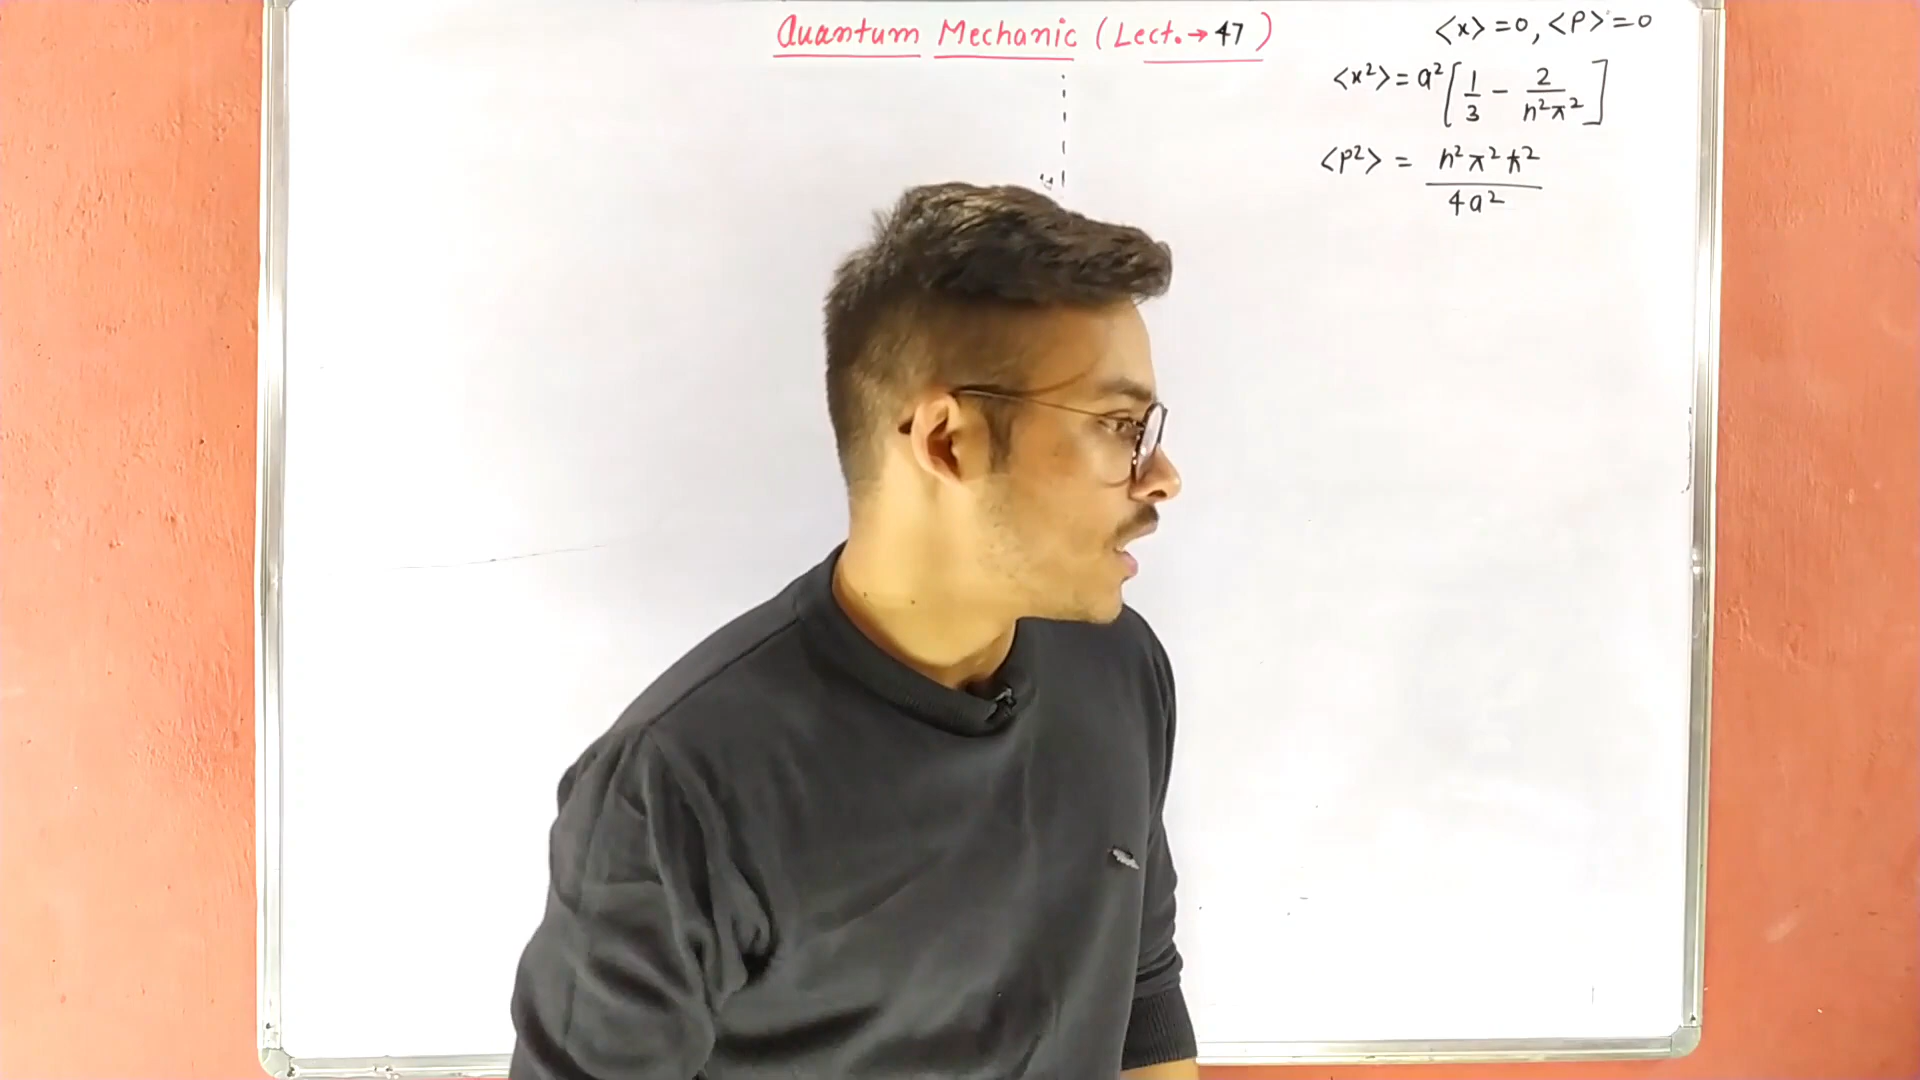 Quantum Mechanic (Lect. → 47)
<x> = 0, <P> = 0
<x²> = a² [ 1/3 - 2/n²π² ]
<P²> = n²π²ℏ² / 4a²